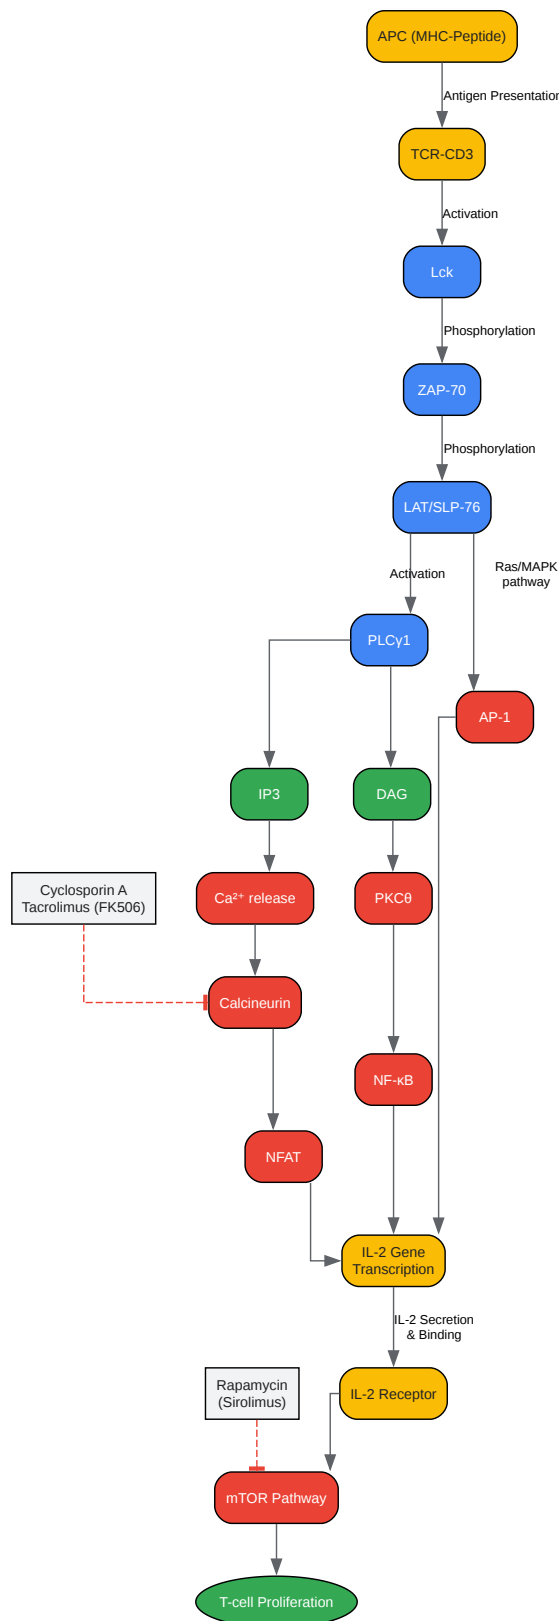 APC (MHC-Peptide)
Antigen Presentation
TCR-CD3
Activation
Lck
Phosphorylation
ZAP-70
Phosphorylation
LAT/SLP-76
Activation
Ras/MAPK
pathway
PLCγ1
AP-1
IP3
DAG
Cyclosporin A
Tacrolimus (FK506)
Ca²⁺ release
PKCθ
Calcineurin
NF-κB
NFAT
IL-2 Gene
Transcription
IL-2 Secretion
& Binding
Rapamycin
(Sirolimus)
IL-2 Receptor
mTOR Pathway
T-cell Proliferation